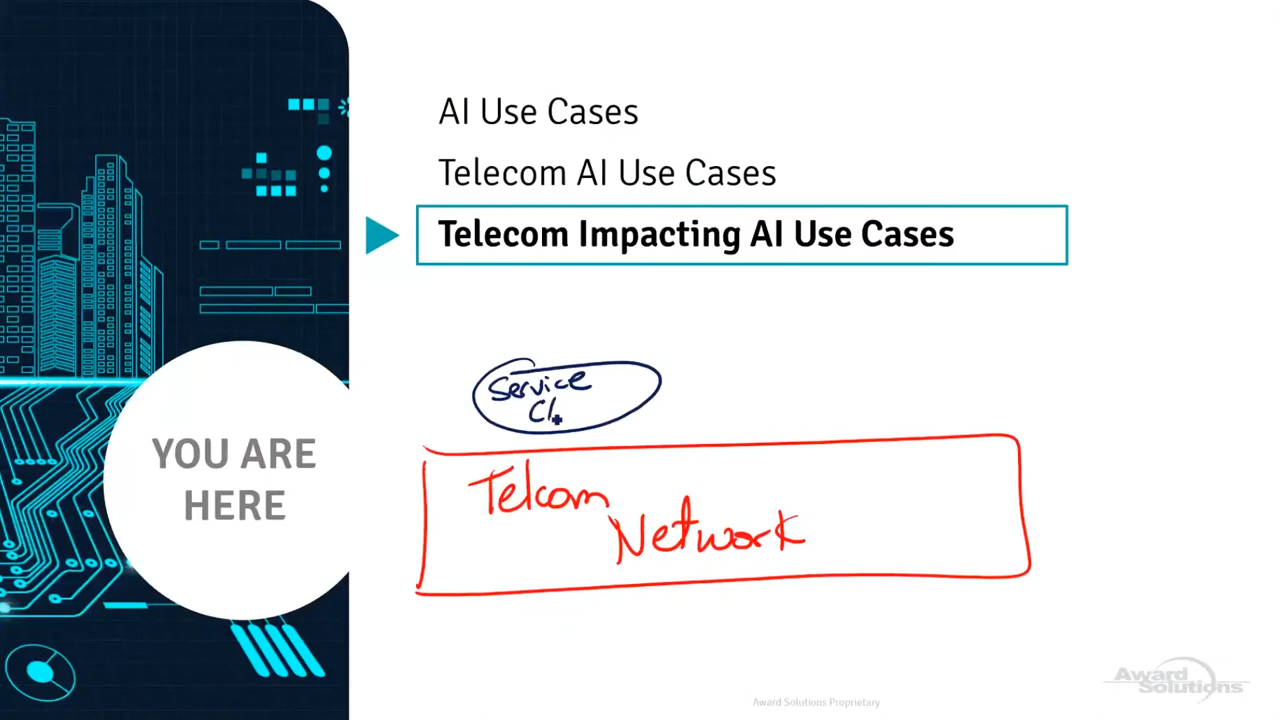 AI Use Cases
Telecom AI Use Cases
Telecom Impacting AI Use Cases
YOU ARE
HERE
Service
Telcom
Network
Award
Solutions
Award Solutions Proprietary